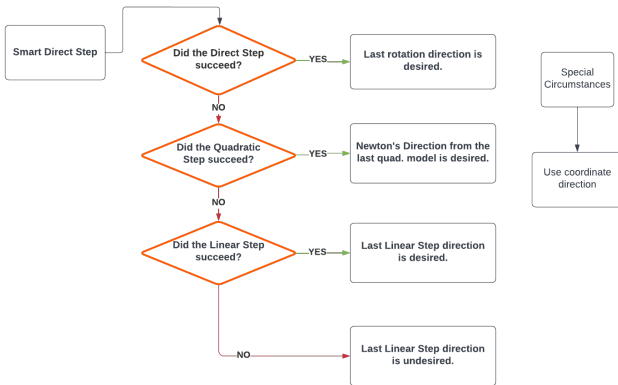 Smart Direct Step
Did the Direct Step
succeed?
YES
Last rotation direction is
desired.
Special
Circumstances
NO
Did the Quadratic
Step succeed?
YES
Newton's Direction from the
last quad. model is desired.
Use coordinate
direction
NO
Did the Linear Step
succeed?
YES
Last Linear Step direction
is desired.
NO
Last Linear Step direction
is undesired.